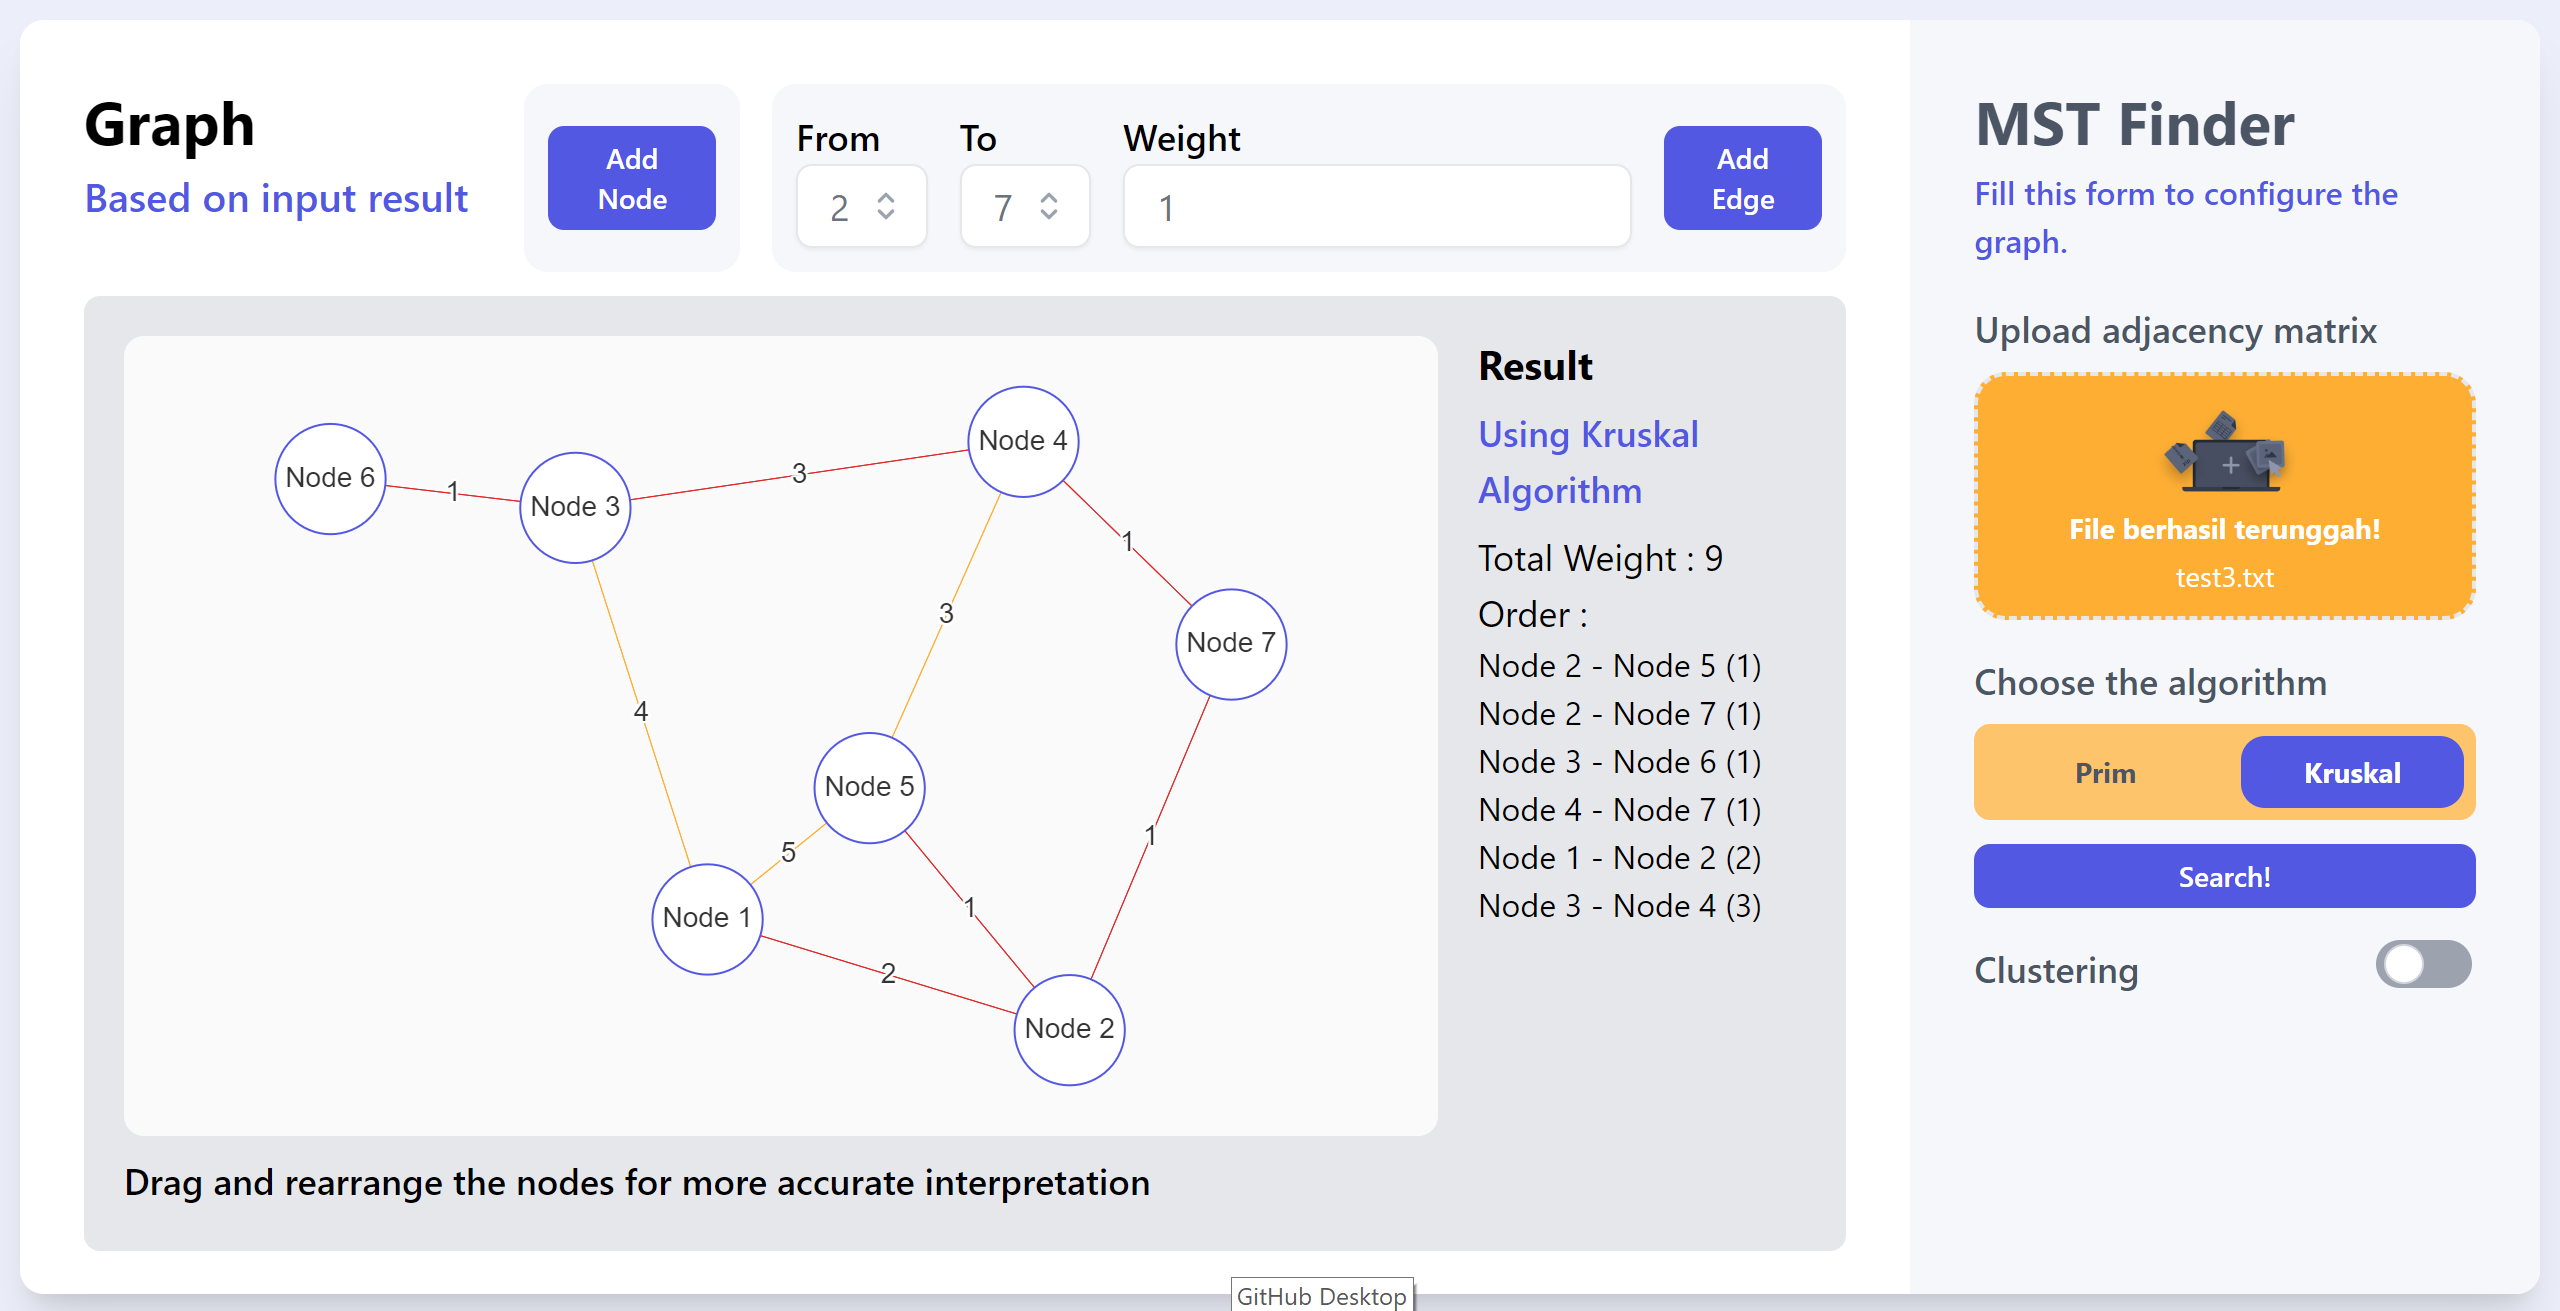 Graph
Based on input result
Add
Node
From
To
Weight
2
7
1
Add
Edge
Node 6
1
Node 3
3
Node 4
1
Node 7
3
4
Node 5
5
Node 1
1
1
2
Node 2
Drag and rearrange the nodes for more accurate interpretation
Result
Using Kruskal
Algorithm
Total Weight : 9
Order :
Node 2 - Node 5 (1)
Node 2 - Node 7 (1)
Node 3 - Node 6 (1)
Node 4 - Node 7 (1)
Node 1 - Node 2 (2)
Node 3 - Node 4 (3)
MST Finder
Fill this form to configure the
graph.
Upload adjacency matrix
File berhasil terunggah!
test3.txt
Choose the algorithm
Prim
Kruskal
Search!
Clustering
GitHub Desktop